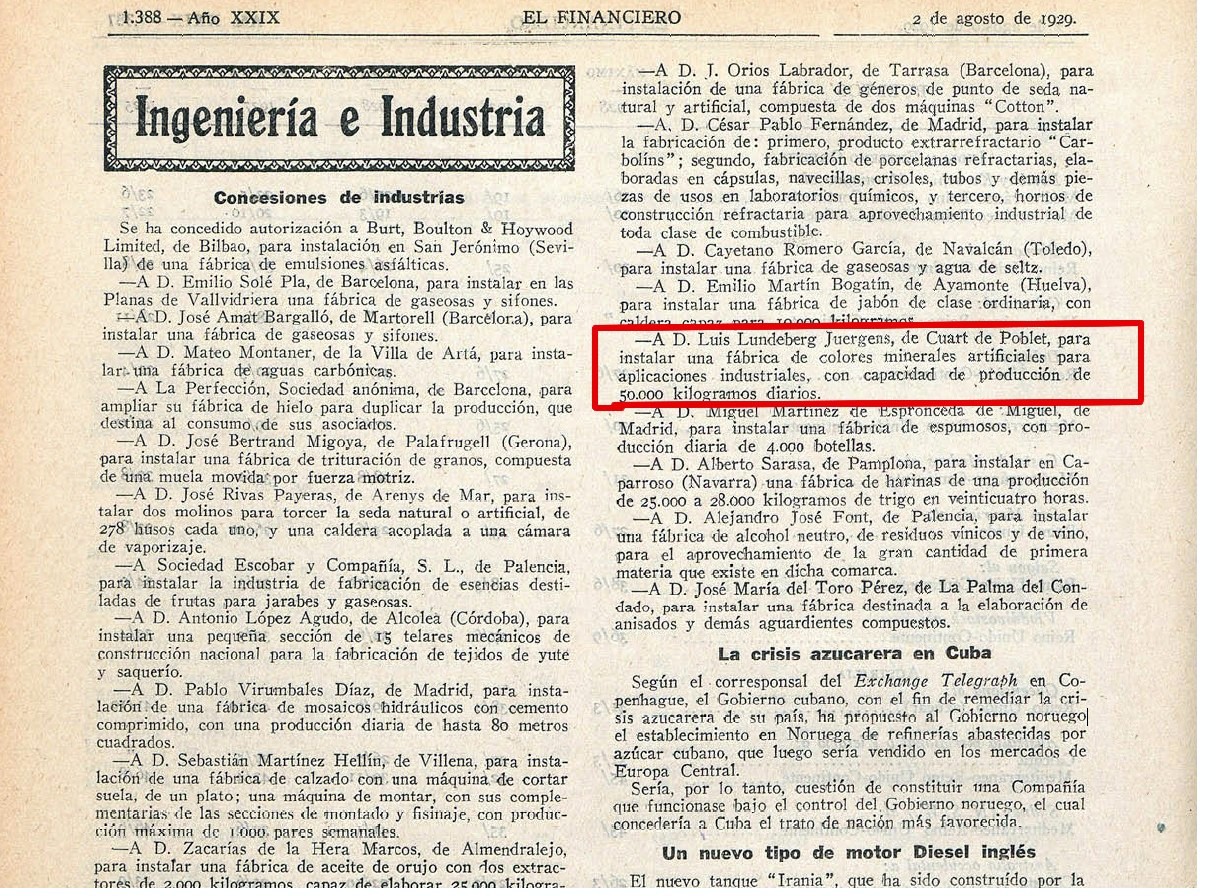 1.388 — Año XXIX
EL FINANCIERO
2 de agosto de 1929.
Ingeniería e Industria
Concesiones de industrias
Se ha concedido autorización a Burt, Boulton & Hoywood
Limited, de Bilbao, para instalación en San Jerónimo (Sevi-
lla) de una fábrica de emulsiones asfálticas.
—A D. Emilio Solé Pla, de Barcelona, para instalar en las
Planas de Vallvidriera una fábrica de gaseosas y sifones.
—A D. José Amat Bargalló, de Martorell (Barcelona), para
instalar una fábrica de gaseosas y sifones.
—A D. Mateo Montaner, de la Villa de Artá, para insta-
lar una fábrica de aguas carbónicas.
—A La Perfección, Sociedad anónima, de Barcelona, para
ampliar su fábrica de hielo para duplicar la producción, que
destina al consumo de sus asociados.
—A D. José Bertrand Migoya, de Palafrugell (Gerona),
para instalar una fábrica de trituración de granos, compuesta
de una muela movida por fuerza motriz.
—A D. José Rivas Payeras, de Arenys de Mar, para ins-
talar dos molinos para torcer la seda natural o artificial, de
278 husos cada uno, y una caldera acoplada a una cámara
de vaporizaje.
—A Sociedad Escobar y Compañía, S. L., de Palencia,
para instalar la industria de fabricación de esencias desti-
ladas de frutas para jarabes y gaseosas.
—A D. Antonio López Agudo, de Alcolea (Córdoba), para
instalar una pequeña sección de 15 telares mecánicos de
construcción nacional para la fabricación de tejidos de yute
y saquerío.
—A D. Pablo Virumbales Díaz, de Madrid, para insta-
lación de una fábrica de mosaicos hidráulicos con cemento
comprimido, con una producción diaria de hasta 80 metros
cuadrados.
—A D. Sebastián Martínez Hellín, de Villena, para insta-
lación de una fábrica de calzado con una máquina de cortar
suela, de un plato; una máquina de montar, con sus comple-
mentarias de las secciones de montado y fisinaje, con produc-
ción máxima de 1.000 pares semanales.
—A D. Zacarías de la Hera Marcos, de Almendralejo,
para instalar una fábrica de aceite de orujo con dos extrac-
tores de 2.000 kilogramos, capaz de elaborar 25.000 kilogra-
—A D. J. Orios Labrador, de Tarrasa (Barcelona), para
instalación de una fábrica de géneros de punto de seda na-
tural y artificial, compuesta de dos máquinas "Cotton".
—A, D. César Pablo Fernández, de Madrid, para instalar
la fabricación de: primero, producto extrarrefractario "Car-
bolíns"; segundo, fabricación de porcelanas refractarias, ela-
boradas en cápsulas, navecillas, crisoles, tubos y demás pie-
zas de usos en laboratorios químicos, y tercero, hornos de
construcción refractaria para aprovechamiento industrial de
toda clase de combustible.
—A D. Cayetano Romero García, de Navalcán (Toledo),
para instalar una fábrica de gaseosas y agua de seltz.
—A D. Emilio Martín Bogatín, de Ayamonte (Huelva),
para instalar una fábrica de jabón de clase ordinaria, con
caldera capaz para 10.000 kilogramos.
—A D. Luis Lundeberg Juergens, de Cuart de Poblet, para
instalar una fábrica de colores minerales artificiales para
aplicaciones industriales, con capacidad de producción de
50.000 kilogramos diarios.
—A D. Miguel Martínez de Espronceda de Miguel, de
Madrid, para instalar una fábrica de espumosos, con pro-
ducción diaria de 4.000 botellas.
—A D. Alberto Sarasa, de Pamplona, para instalar en Ca-
parroso (Navarra) una fábrica de harinas de una producción
de 25.000 a 28.000 kilogramos de trigo en veinticuatro horas.
—A D. Alejandro José Font, de Palencia, para instalar
una fábrica de alcohol neutro, de residuos vínicos y de vino,
para el aprovechamiento de la gran cantidad de primera
materia que existe en dicha comarca.
—A D. José María del Toro Pérez, de La Palma del Con-
dado, para instalar una fábrica destinada a la elaboración de
anisados y demás aguardientes compuestos.
La crisis azucarera en Cuba
Según el corresponsal del Exchange Telegraph en Co-
penhague, el Gobierno cubano, con el fin de remediar la cri-
sis azucarera de su país, ha propuesto al Gobierno noruego
el establecimiento en Noruega de refinerías abastecidas por
azúcar cubano, que luego sería vendido en los mercados de
Europa Central.
Sería, por lo tanto, cuestión de constituir una Compañía
que funcionase bajo el control del Gobierno noruego, el cual
concedería a Cuba el trato de nación más favorecida.
Un nuevo tipo de motor Diesel inglés
El nuevo tanque "Irania", que ha sido construído por la